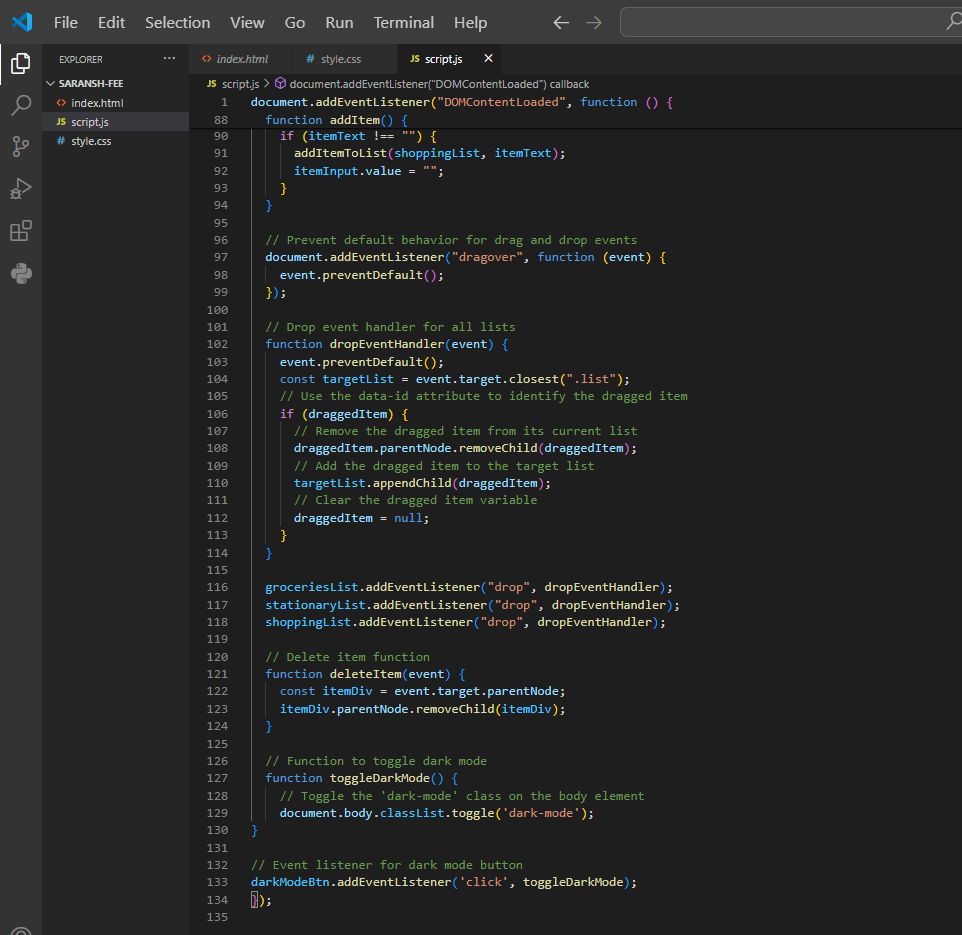 File Edit Selection View Go Run Terminal Help
EXPLORER ...
SARANSH-FEE
<> index.html
JS script.js
# style.css
<> index.html # style.css JS script.js ×
JS script.js > document.addEventListener("DOMContentLoaded") callback
1 document.addEventListener("DOMContentLoaded", function () {
88 function addItem() {
90 if (itemText !== "") {
91 addItemToList(shoppingList, itemText);
92 itemInput.value = "";
93 }
94 }
95
96 // Prevent default behavior for drag and drop events
97 document.addEventListener("dragover", function (event) {
98 event.preventDefault();
99 });
100
101 // Drop event handler for all lists
102 function dropEventHandler(event) {
103 event.preventDefault();
104 const targetList = event.target.closest(".list");
105 // Use the data-id attribute to identify the dragged item
106 if (draggedItem) {
107 // Remove the dragged item from its current list
108 draggedItem.parentNode.removeChild(draggedItem);
109 // Add the dragged item to the target list
110 targetList.appendChild(draggedItem);
111 // Clear the dragged item variable
112 draggedItem = null;
113 }
114 }
115
116 groceriesList.addEventListener("drop", dropEventHandler);
117 stationaryList.addEventListener("drop", dropEventHandler);
118 shoppingList.addEventListener("drop", dropEventHandler);
119
120 // Delete item function
121 function deleteItem(event) {
122 const itemDiv = event.target.parentNode;
123 itemDiv.parentNode.removeChild(itemDiv);
124 }
125
126 // Function to toggle dark mode
127 function toggleDarkMode() {
128 // Toggle the 'dark-mode' class on the body element
129 document.body.classList.toggle('dark-mode');
130 }
131
132 // Event listener for dark mode button
133 darkModeBtn.addEventListener('click', toggleDarkMode);
134 });
135